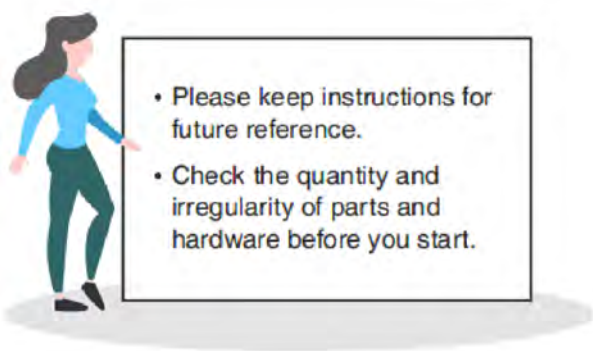 • Please keep instructions for
future reference.
• Check the quantity and
irregularity of parts and
hardware before you start.